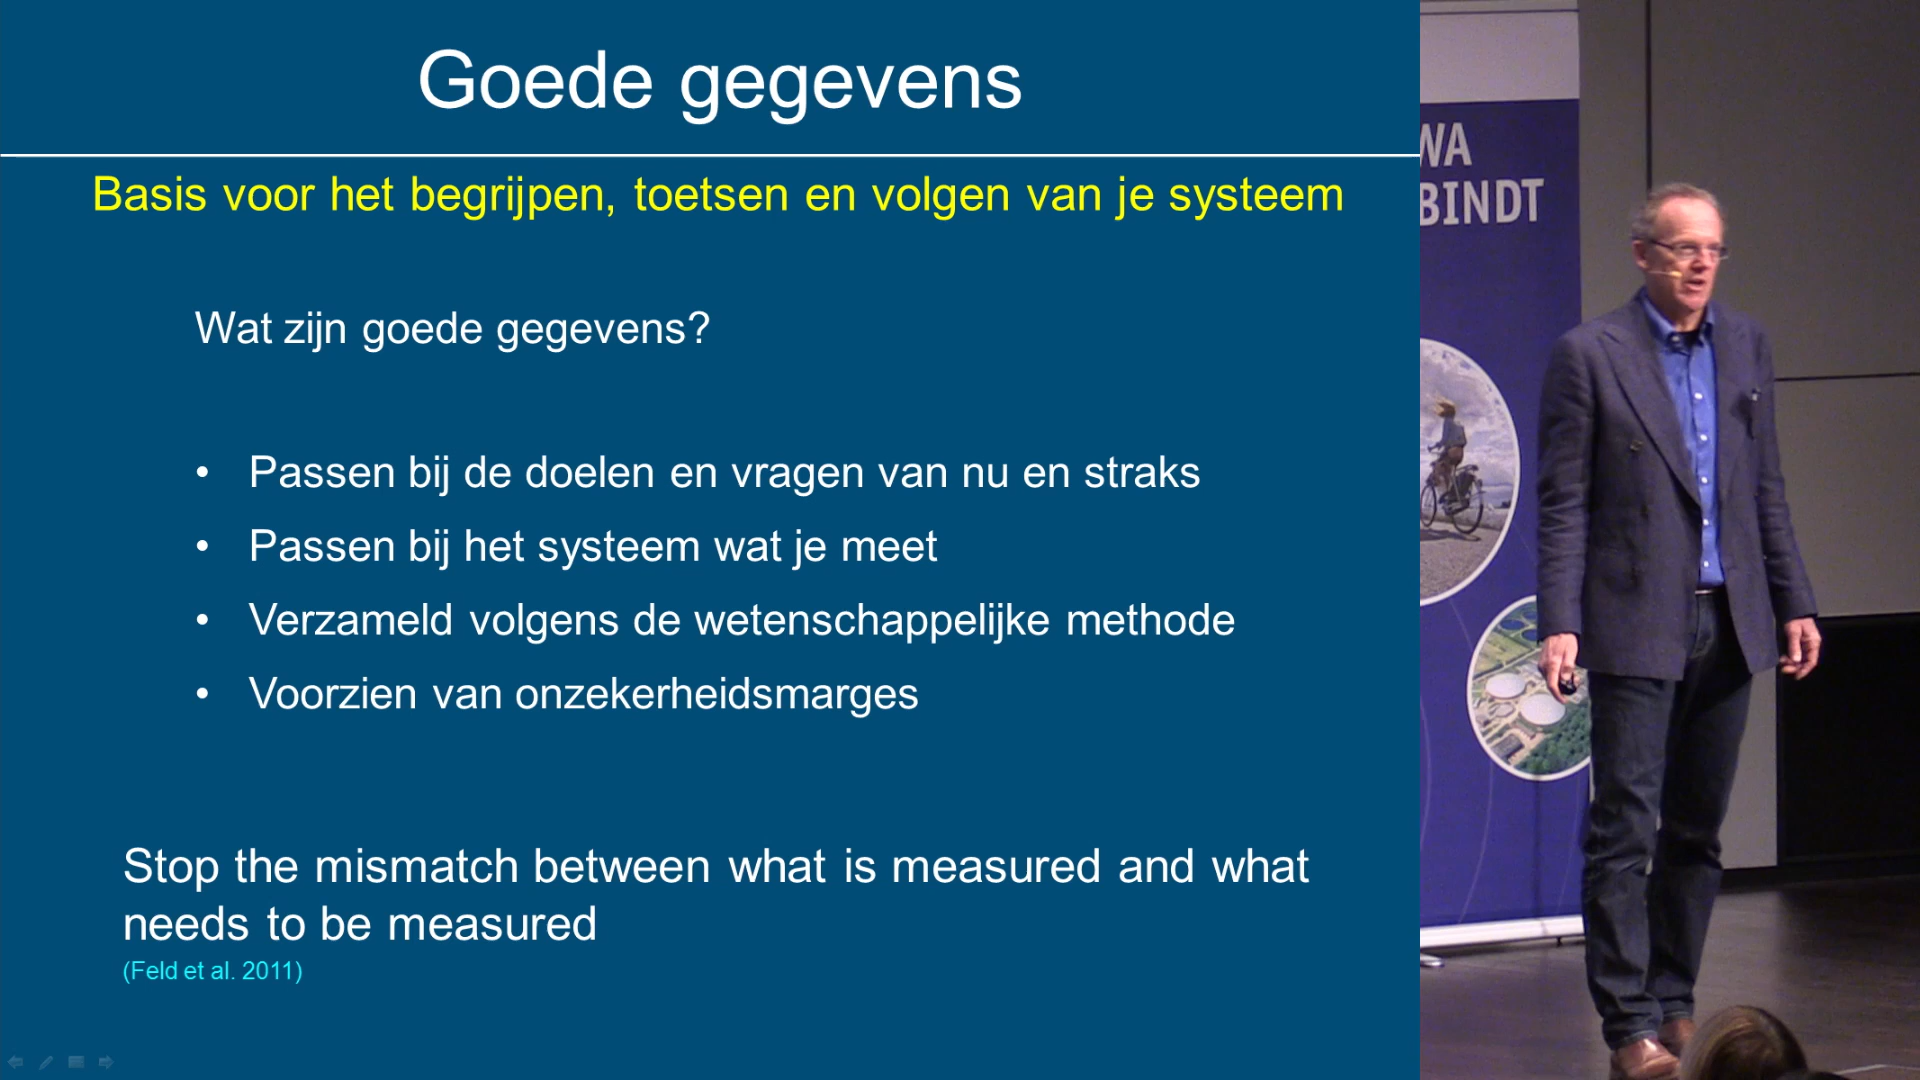 Goede gegevens
Basis voor het begrijpen, toetsen en volgen van je systeem
Wat zijn goede gegevens?
• Passen bij de doelen en vragen van nu en straks
• Passen bij het systeem wat je meet
• Verzameld volgens de wetenschappelijke methode
• Voorzien van onzekerheidsmarges
Stop the mismatch between what is measured and what
needs to be measured
(Feld et al. 2011)
WA
BINDT